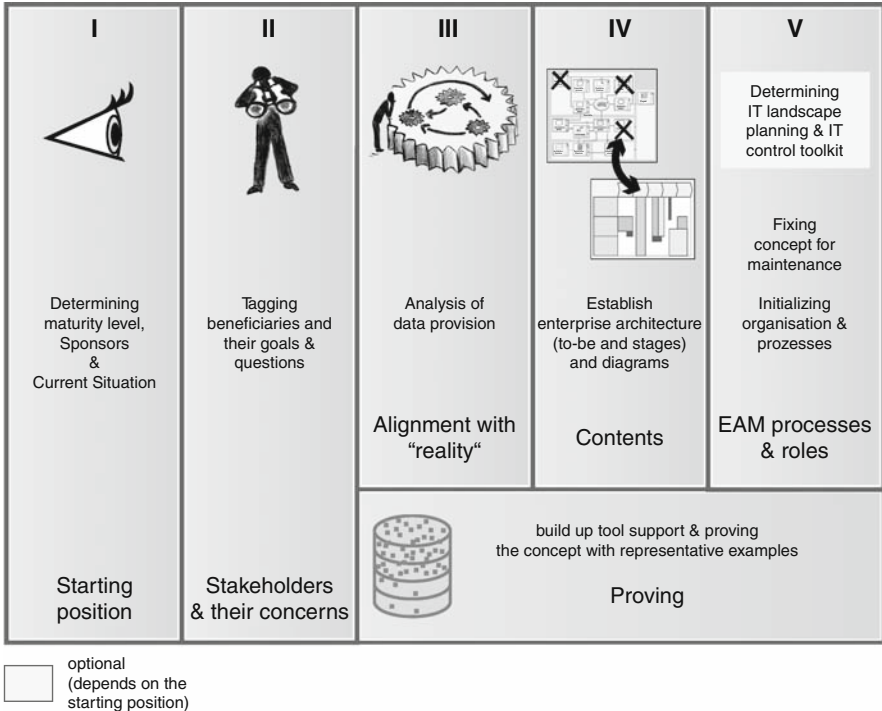 I
Determining
maturity level,
Sponsors
&
Current Situation
Starting
position
II
Tagging
beneficiaries and
their goals &
questions
Stakeholders
& their concerns
III
Analysis of
data provision
Alignment with
“reality“
IV
Establish
enterprise architecture
(to-be and stages)
and diagrams
Contents
V
Determining
IT landscape
planning & IT
control toolkit
Fixing
concept for
maintenance
Initializing
organisation &
prozesses
EAM processes
& roles
build up tool support & proving
the concept with representative examples
Proving
optional
(depends on the
starting position)